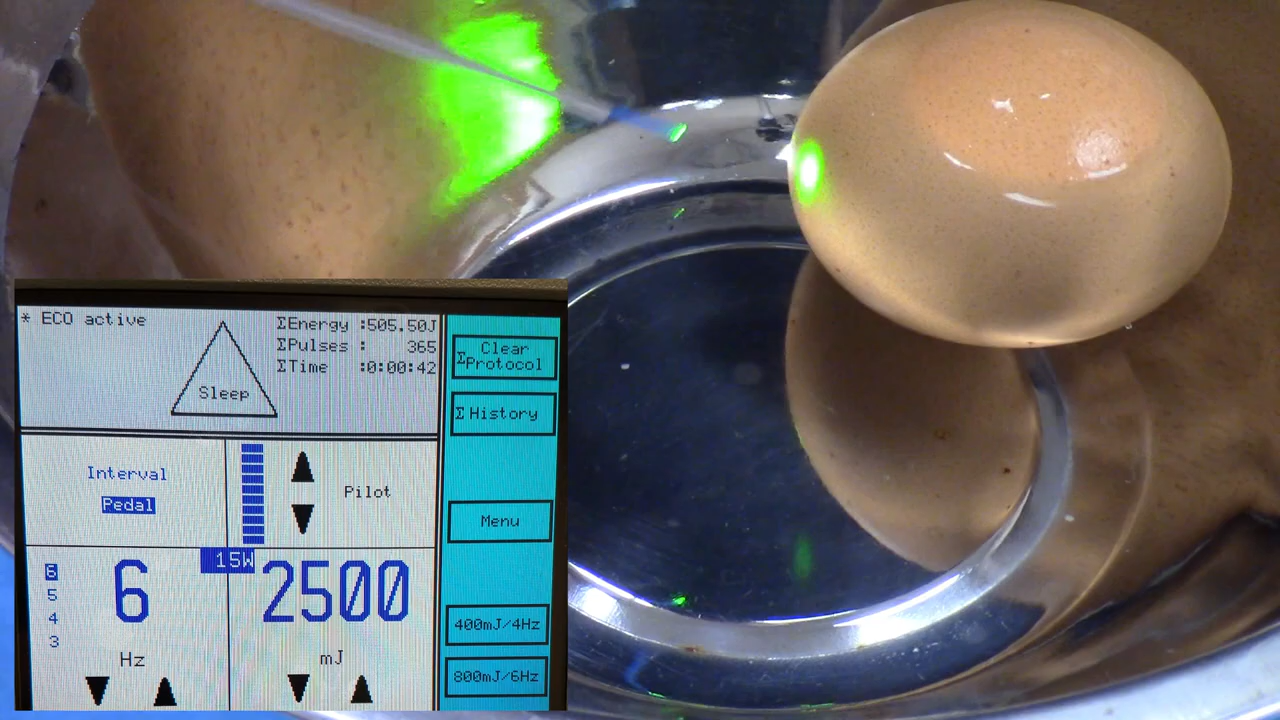 * ECO active
ΣEnergy :505.50J
ΣPulses : 365
ΣTime :0:00:42
Sleep
Clear
ΣProtocol
Σ History
Interval
Pedal
Pilot
Menu
15W
6
5
4
3
6
2500
Hz
mJ
400mJ/4Hz
800mJ/6Hz